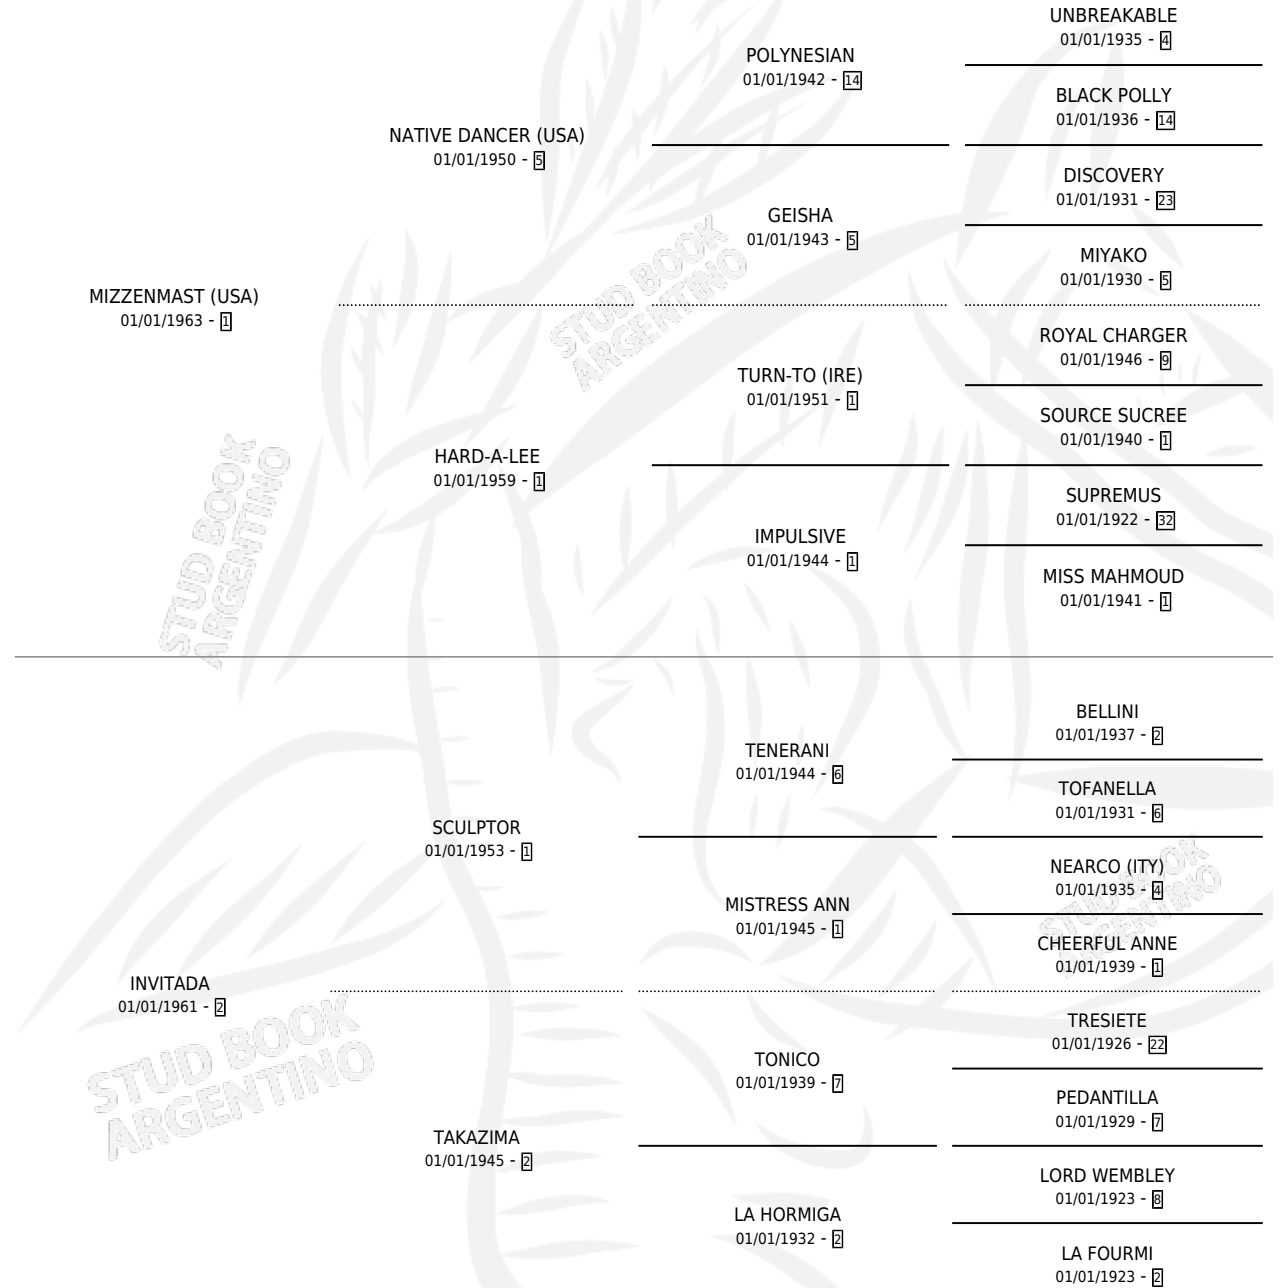 UNBREAKABLE
01/01/1935 - 4
POLYNESIAN
01/01/1942 - 14
BLACK POLLY
01/01/1936 - 14
NATIVE DANCER (USA)
01/01/1950 - 5
DISCOVERY
01/01/1931 - 23
GEISHA
01/01/1943 - 5
MIYAKO
01/01/1930 - 5
MIZZENMAST (USA)
01/01/1963 - 1
ROYAL CHARGER
01/01/1946 - 9
TURN-TO (IRE)
01/01/1951 - 1
SOURCE SUCREE
01/01/1940 - 1
HARD-A-LEE
01/01/1959 - 1
SUPREMUS
01/01/1922 - 32
IMPULSIVE
01/01/1944 - 1
MISS MAHMOUD
01/01/1941 - 1
BELLINI
01/01/1937 - 2
TENERANI
01/01/1944 - 6
TOFANELLA
01/01/1931 - 6
SCULPTOR
01/01/1953 - 1
NEARCO (ITY)
01/01/1935 - 4
MISTRESS ANN
01/01/1945 - 1
CHEERFUL ANNE
01/01/1939 - 1
INVITADA
01/01/1961 - 2
TRESIETE
01/01/1926 - 22
TONICO
01/01/1939 - 7
PEDANTILLA
01/01/1929 - 7
TAKAZIMA
01/01/1945 - 2
LORD WEMBLEY
01/01/1923 - 8
LA HORMIGA
01/01/1932 - 2
LA FOURMI
01/01/1923 - 2
STUD BOOK
ARGENTINO
STUD BOOK
ARGENTINO
STUD BOOK
ARGENTINO
STUD BOOK
ARGENTINO